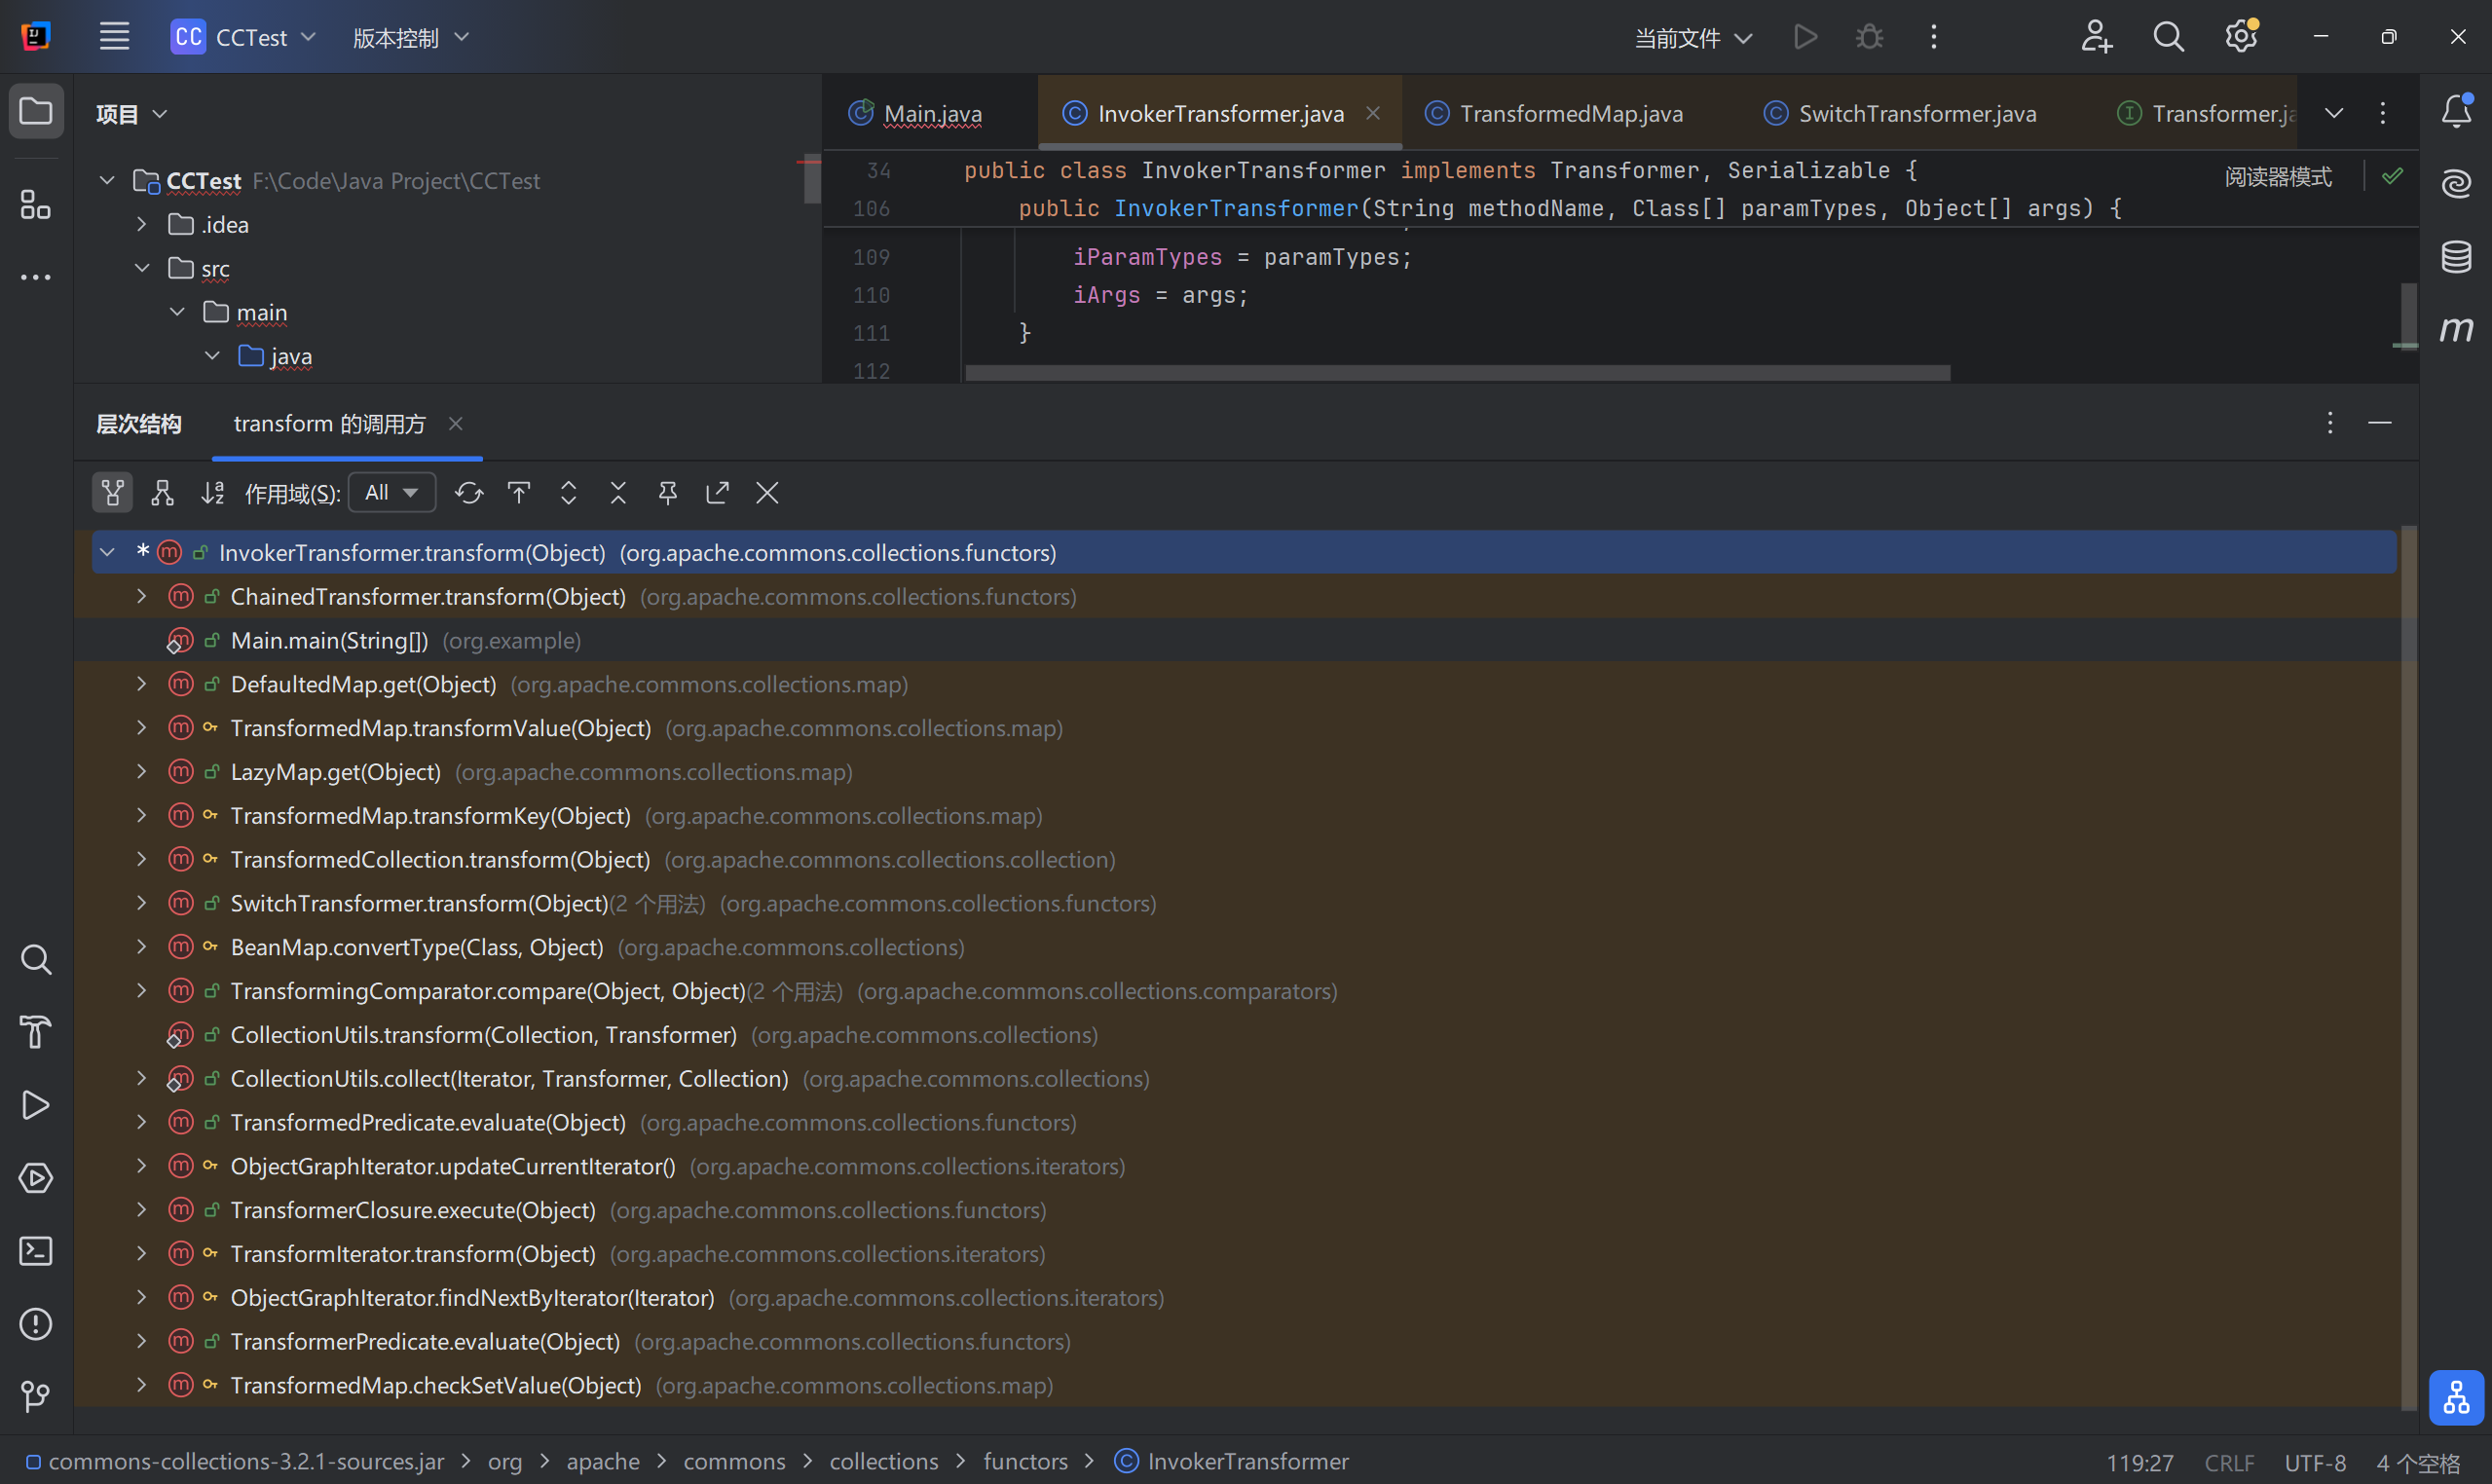 CC CCTest 版本控制 当前文件
项目
Main.java InvokerTransformer.java TransformedMap.java SwitchTransformer.java Transformer.ja
CCTest F:\Code\Java Project\CCTest
.idea
src
main
java
34 public class InvokerTransformer implements Transformer, Serializable {
阅读器模式
106 public InvokerTransformer(String methodName, Class[] paramTypes, Object[] args) {
109 iParamTypes = paramTypes;
110 iArgs = args;
111 }
112
层次结构 transform 的调用方
作用域(S): All
* InvokerTransformer.transform(Object) (org.apache.commons.collections.functors)
ChainedTransformer.transform(Object) (org.apache.commons.collections.functors)
Main.main(String[]) (org.example)
DefaultedMap.get(Object) (org.apache.commons.collections.map)
TransformedMap.transformValue(Object) (org.apache.commons.collections.map)
LazyMap.get(Object) (org.apache.commons.collections.map)
TransformedMap.transformKey(Object) (org.apache.commons.collections.map)
TransformedCollection.transform(Object) (org.apache.commons.collections.collection)
SwitchTransformer.transform(Object)(2 个用法) (org.apache.commons.collections.functors)
BeanMap.convertType(Class, Object) (org.apache.commons.collections)
TransformingComparator.compare(Object, Object)(2 个用法) (org.apache.commons.collections.comparators)
CollectionUtils.transform(Collection, Transformer) (org.apache.commons.collections)
CollectionUtils.collect(Iterator, Transformer, Collection) (org.apache.commons.collections)
TransformedPredicate.evaluate(Object) (org.apache.commons.collections.functors)
ObjectGraphIterator.updateCurrentIterator() (org.apache.commons.collections.iterators)
TransformerClosure.execute(Object) (org.apache.commons.collections.functors)
TransformIterator.transform(Object) (org.apache.commons.collections.iterators)
ObjectGraphIterator.findNextByIterator(Iterator) (org.apache.commons.collections.iterators)
TransformerPredicate.evaluate(Object) (org.apache.commons.collections.functors)
TransformedMap.checkSetValue(Object) (org.apache.commons.collections.map)
commons-collections-3.2.1-sources.jar > org > apache > commons > collections > functors > InvokerTransformer 119:27 CRLF UTF-8 4 个空格